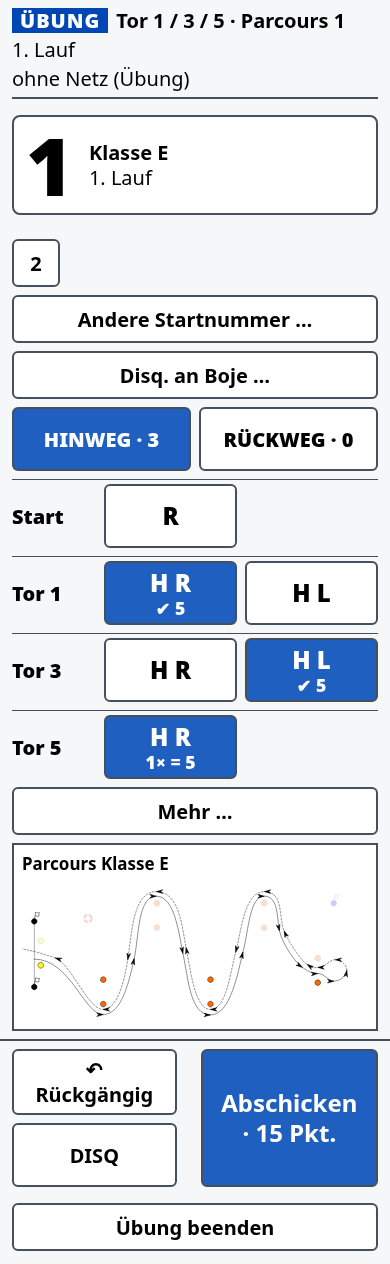 ÜBUNG Tor 1 / 3 / 5 · Parcours 1
1. Lauf
ohne Netz (Übung)
1
Klasse E
1. Lauf
2
Andere Startnummer ...
Disq. an Boje ...
HINWEG · 3
RÜCKWEG · 0
Start
R
Tor 1
H R
✔ 5
H L
Tor 3
H R
H L
✔ 5
Tor 5
H R
1× = 5
Mehr ...
Parcours Klasse E
↶
Rückgängig
DISQ
Abschicken
· 15 Pkt.
Übung beenden